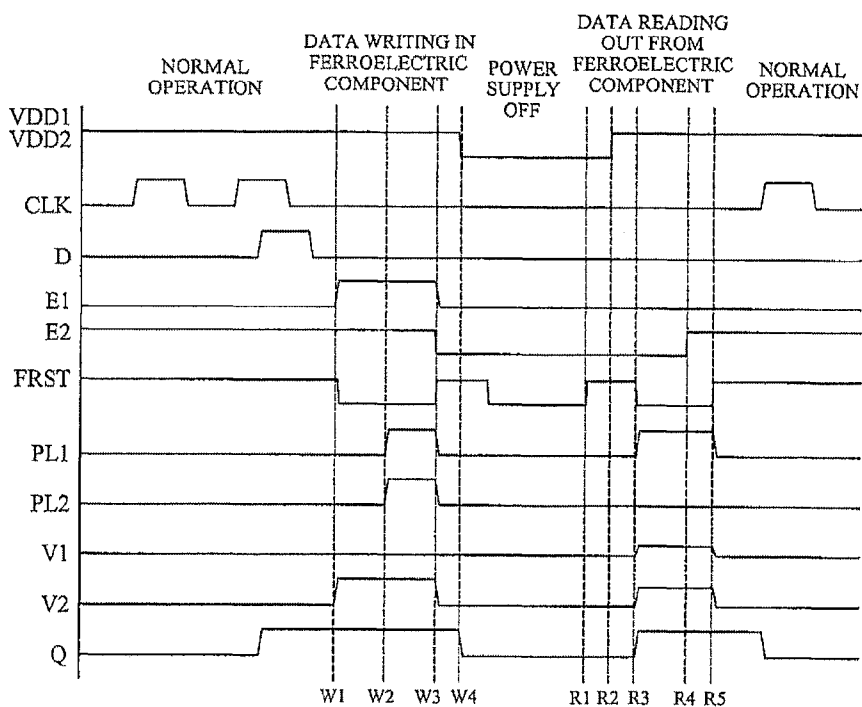 NORMAL
OPERATION
DATA WRITING IN
FERROELECTRIC
COMPONENT
POWER
SUPPLY
OFF
DATA READING
OUT FROM
FERROELECTRIC
COMPONENT
NORMAL
OPERATION
VDD1
VDD2
CLK
D
E1
E2
FRST
PL1
PL2
V1
V2
Q
W1 W2 W3 W4 R1 R2 R3 R4 R5